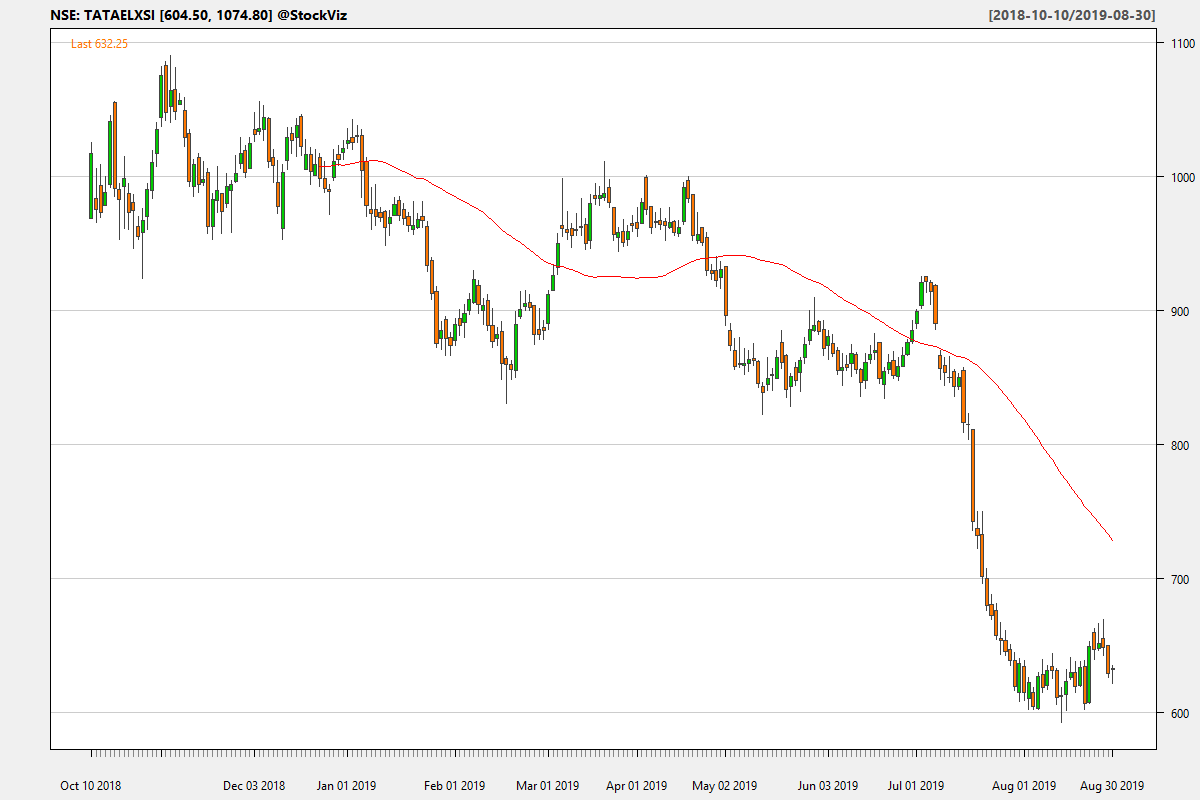 NSE: TATAELXSI [604.50, 1074.80] @StockViz
[2018-10-10/2019-08-30]
Last 632.25
1100
1000
900
800
700
600
Oct 10 2018
Dec 03 2018
Jan 01 2019
Feb 01 2019
Mar 01 2019
Apr 01 2019
May 02 2019
Jun 03 2019
Jul 01 2019
Aug 01 2019
Aug 30 2019